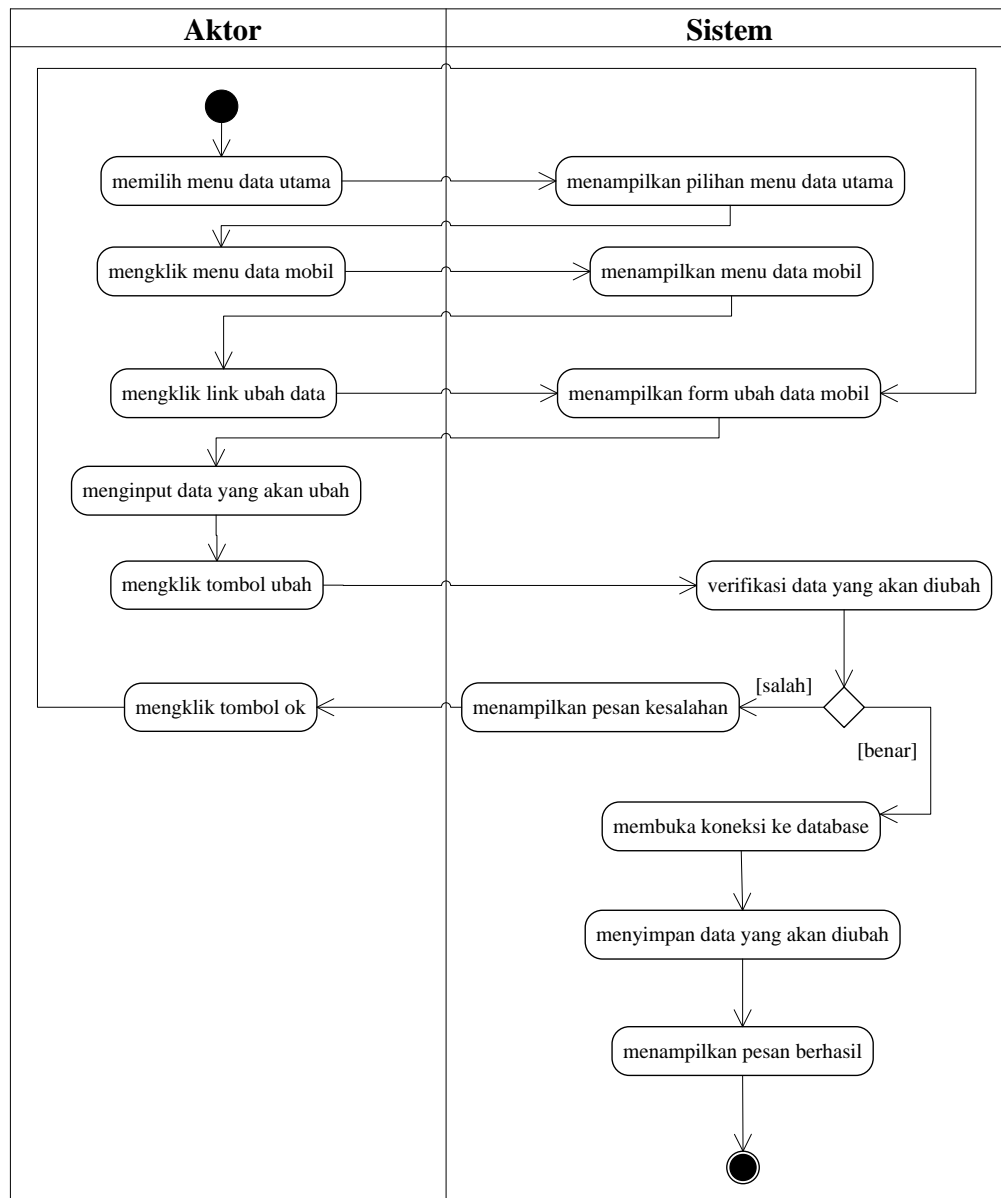 Aktor
Sistem
memilih menu data utama
menampilkan pilihan menu data utama
mengklik menu data mobil
menampilkan menu data mobil
mengklik link ubah data
menampilkan form ubah data mobil
menginput data yang akan ubah
mengklik tombol ubah
verifikasi data yang akan diubah
[salah]
mengklik tombol ok
menampilkan pesan kesalahan
[benar]
membuka koneksi ke database
menyimpan data yang akan diubah
menampilkan pesan berhasil